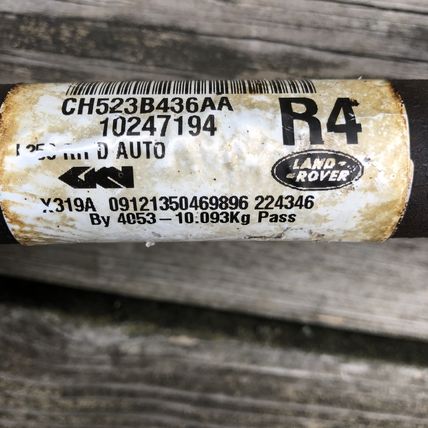 CH523B436AA
10247194
R4
D AUTO
GKN
LAND-
-ROVER
X319A 09121350469896 224346
By 4053-10.093Kg Pass